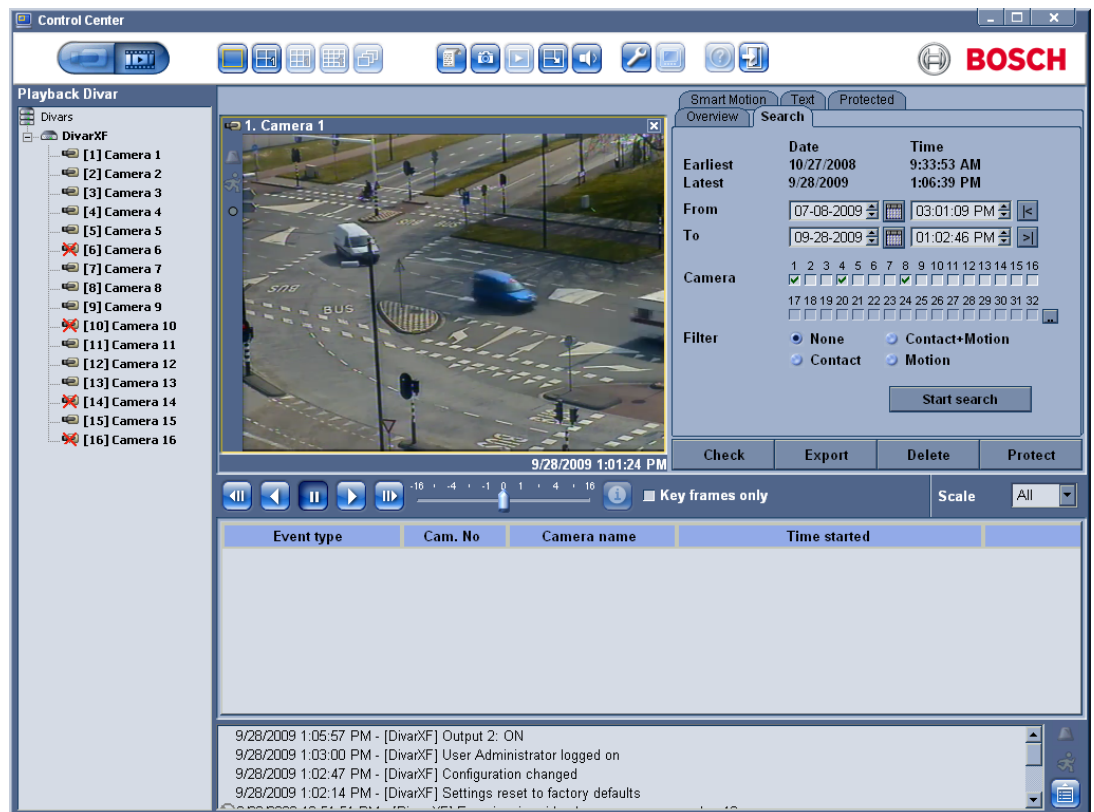 Control Center
BOSCH
Playback Divar
Divars
DivarXF
[1] Camera 1
[2] Camera 2
[3] Camera 3
[4] Camera 4
[5] Camera 5
[6] Camera 6
[7] Camera 7
[8] Camera 8
[9] Camera 9
[10] Camera 10
[11] Camera 11
[12] Camera 12
[13] Camera 13
[14] Camera 14
[15] Camera 15
[16] Camera 16
1. Camera 1
BUS
BUS
9/28/2009 1:01:24 PM
Smart Motion Text Protected
Overview Search
Date Time
Earliest 10/27/2008 9:33:53 AM
Latest 9/28/2009 1:06:39 PM
From 07-08-2009 03:01:09 PM
To 09-28-2009 01:02:46 PM
1 2 3 4 5 6 7 8 9 10 11 12 13 14 15 16
Camera
17 18 19 20 21 22 23 24 25 26 27 28 29 30 31 32
..
Filter None Contact+Motion
Contact Motion
Start search
Check Export Delete Protect
-16 -4 -1 0 1 4 16
Key frames only
Scale All
Event type Cam. No Camera name Time started
9/28/2009 1:05:57 PM - [DivarXF] Output 2: ON
9/28/2009 1:03:00 PM - [DivarXF] User Administrator logged on
9/28/2009 1:02:47 PM - [DivarXF] Configuration changed
9/28/2009 1:02:14 PM - [DivarXF] Settings reset to factory defaults